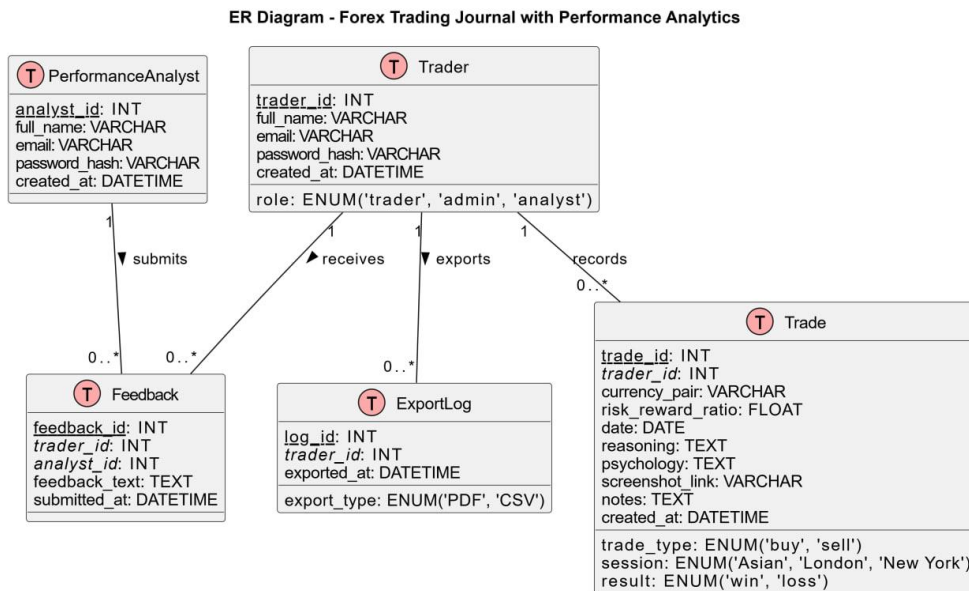 ER Diagram - Forex Trading Journal with Performance Analytics
T PerformanceAnalyst
analyst_id: INT
full_name: VARCHAR
email: VARCHAR
password_hash: VARCHAR
created_at: DATETIME
T Trader
trader_id: INT
full_name: VARCHAR
email: VARCHAR
password_hash: VARCHAR
created_at: DATETIME
role: ENUM('trader', 'admin', 'analyst')
1
submits
0..*
1
receives
0..*
1
exports
0..*
1
records
0..*
T Feedback
feedback_id: INT
trader_id: INT
analyst_id: INT
feedback_text: TEXT
submitted_at: DATETIME
T ExportLog
log_id: INT
trader_id: INT
exported_at: DATETIME
export_type: ENUM('PDF', 'CSV')
T Trade
trade_id: INT
trader_id: INT
currency_pair: VARCHAR
risk_reward_ratio: FLOAT
date: DATE
reasoning: TEXT
psychology: TEXT
screenshot_link: VARCHAR
notes: TEXT
created_at: DATETIME
trade_type: ENUM('buy', 'sell')
session: ENUM('Asian', 'London', 'New York')
result: ENUM('win', 'loss')